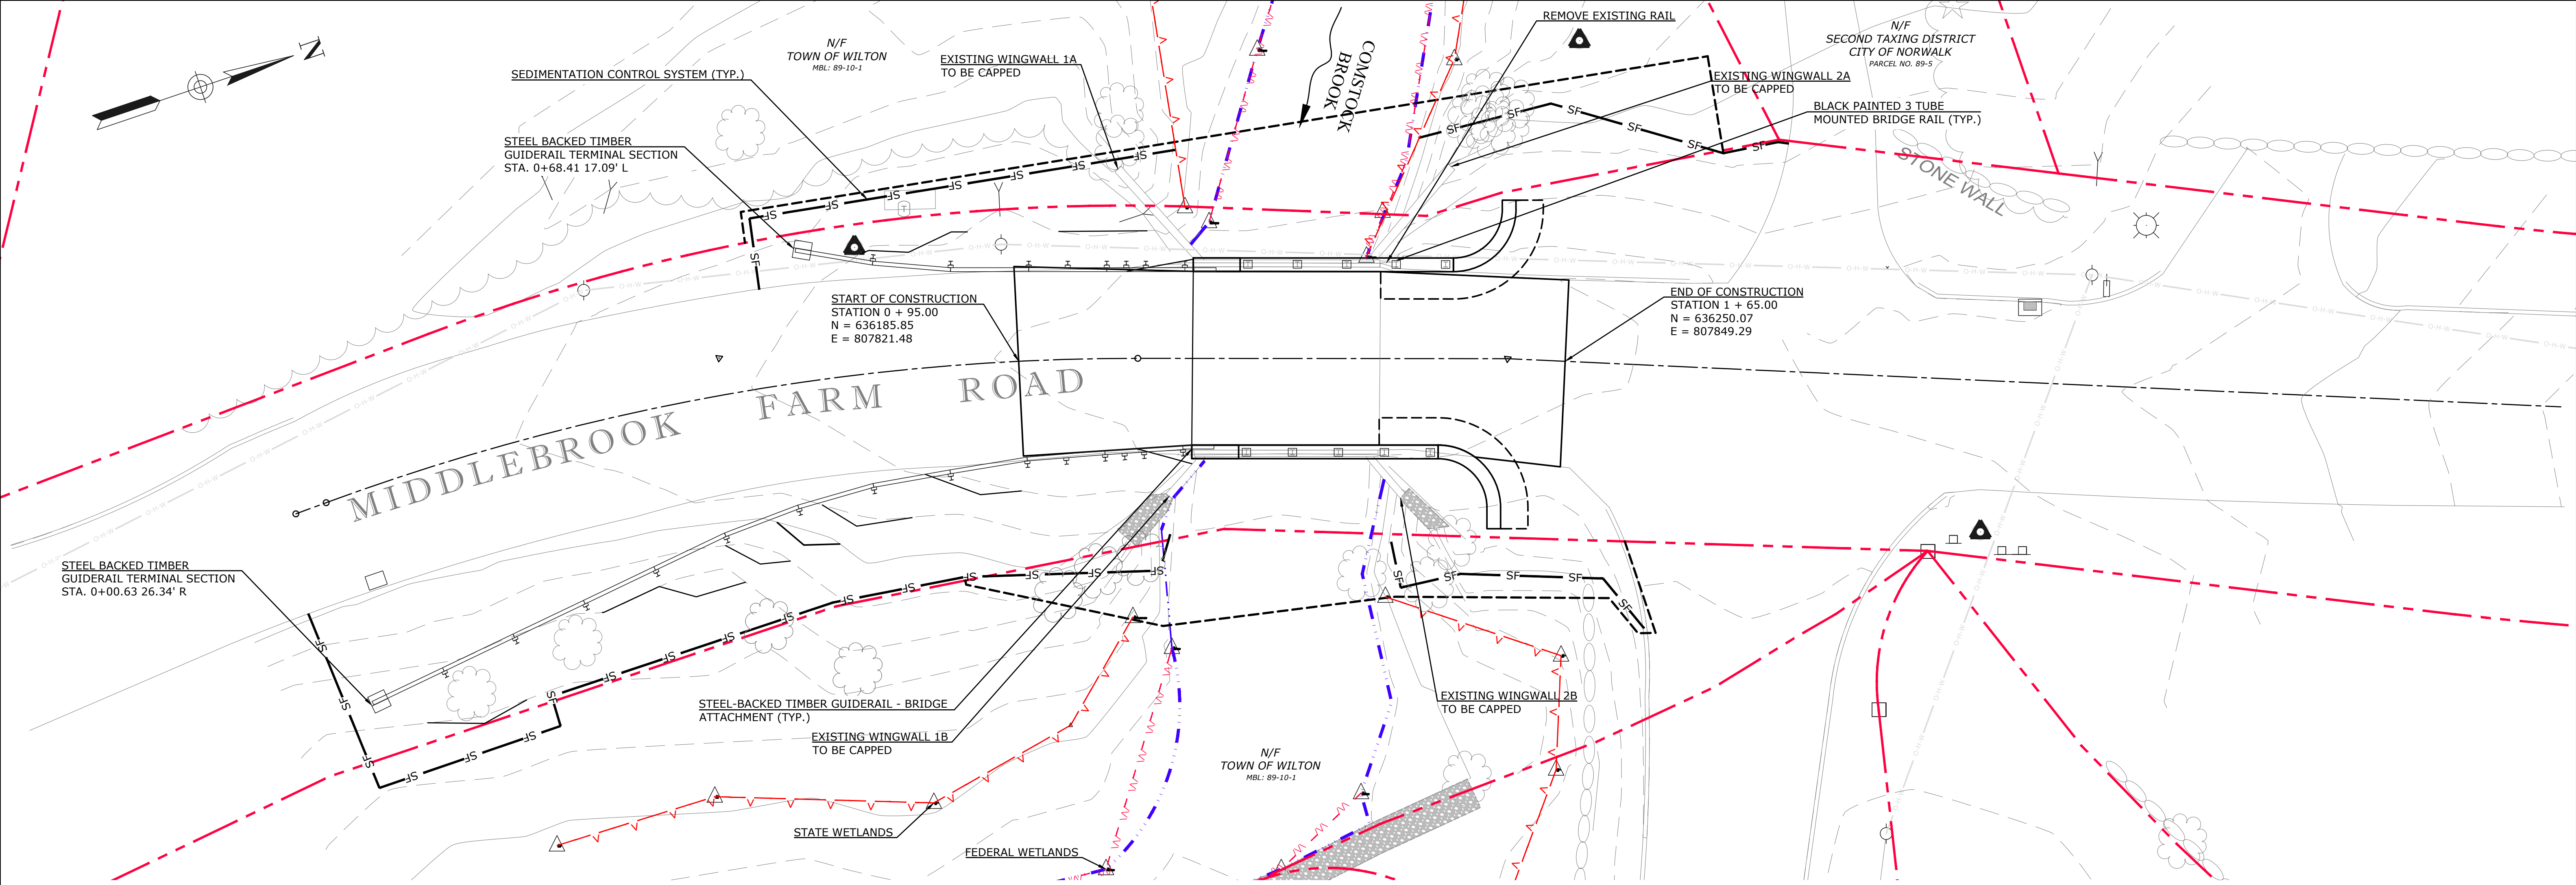 N
N/F
TOWN OF WILTON
MBL: 89-10-1
SEDIMENTATION CONTROL SYSTEM (TYP.)
EXISTING WINGWALL 1A
TO BE CAPPED
COMSTOCK
BROOK
REMOVE EXISTING RAIL
N/F
SECOND TAXING DISTRICT
CITY OF NORWALK
PARCEL NO. 89-5
EXISTING WINGWALL 2A
TO BE CAPPED
BLACK PAINTED 3 TUBE
MOUNTED BRIDGE RAIL (TYP.)
STEEL BACKED TIMBER
GUIDERAIL TERMINAL SECTION
STA. 0+68.41 17.09' L
STONE WALL
START OF CONSTRUCTION
STATION 0 + 95.00
N = 636185.85
E = 807821.48
END OF CONSTRUCTION
STATION 1 + 65.00
N = 636250.07
E = 807849.29
MIDDLEBROOK FARM ROAD
STEEL BACKED TIMBER
GUIDERAIL TERMINAL SECTION
STA. 0+00.63 26.34' R
STEEL-BACKED TIMBER GUIDERAIL - BRIDGE
ATTACHMENT (TYP.)
EXISTING WINGWALL 1B
TO BE CAPPED
EXISTING WINGWALL 2B
TO BE CAPPED
N/F
TOWN OF WILTON
MBL: 89-10-1
STATE WETLANDS
FEDERAL WETLANDS